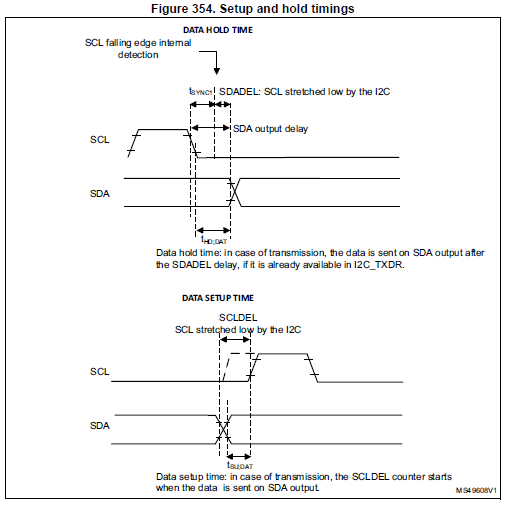 Figure 354. Setup and hold timings
DATA HOLD TIME
SCL falling edge internal
detection
tSYNC1
SDADEL: SCL stretched low by the I2C
SDA output delay
SCL
SDA
tHD;DAT
Data hold time: in case of transmission, the data is sent on SDA output after
the SDADEL delay, if it is already available in I2C_TXDR.
DATA SETUP TIME
SCLDEL
SCL stretched low by the I2C
SCL
SDA
tSU;DAT
Data setup time: in case of transmission, the SCLDEL counter starts
when the data is sent on SDA output.
MS49608V1